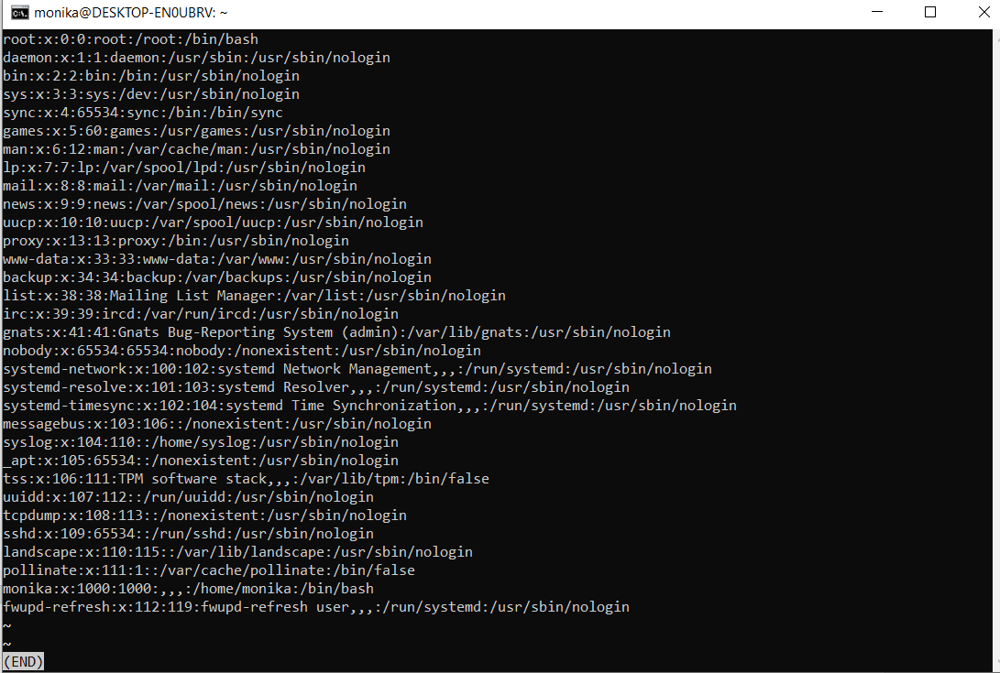 monika@DESKTOP-EN0UBRV: ~
root:x:0:0:root:/root:/bin/bash
daemon:x:1:1:daemon:/usr/sbin:/usr/sbin/nologin
bin:x:2:2:bin:/bin:/usr/sbin/nologin
sys:x:3:3:sys:/dev:/usr/sbin/nologin
sync:x:4:65534:sync:/bin:/bin/sync
games:x:5:60:games:/usr/games:/usr/sbin/nologin
man:x:6:12:man:/var/cache/man:/usr/sbin/nologin
lp:x:7:7:lp:/var/spool/lpd:/usr/sbin/nologin
mail:x:8:8:mail:/var/mail:/usr/sbin/nologin
news:x:9:9:news:/var/spool/news:/usr/sbin/nologin
uucp:x:10:10:uucp:/var/spool/uucp:/usr/sbin/nologin
proxy:x:13:13:proxy:/bin:/usr/sbin/nologin
www-data:x:33:33:www-data:/var/www:/usr/sbin/nologin
backup:x:34:34:backup:/var/backups:/usr/sbin/nologin
list:x:38:38:Mailing List Manager:/var/list:/usr/sbin/nologin
irc:x:39:39:ircd:/var/run/ircd:/usr/sbin/nologin
gnats:x:41:41:Gnats Bug-Reporting System (admin):/var/lib/gnats:/usr/sbin/nologin
nobody:x:65534:65534:nobody:/nonexistent:/usr/sbin/nologin
systemd-network:x:100:102:systemd Network Management,,,:/run/systemd:/usr/sbin/nologin
systemd-resolve:x:101:103:systemd Resolver,,,:/run/systemd:/usr/sbin/nologin
systemd-timesync:x:102:104:systemd Time Synchronization,,,:/run/systemd:/usr/sbin/nologin
messagebus:x:103:106::/nonexistent:/usr/sbin/nologin
syslog:x:104:110::/home/syslog:/usr/sbin/nologin
_apt:x:105:65534::/nonexistent:/usr/sbin/nologin
tss:x:106:111:TPM software stack,,,:/var/lib/tpm:/bin/false
uuidd:x:107:112::/run/uuidd:/usr/sbin/nologin
tcpdump:x:108:113::/nonexistent:/usr/sbin/nologin
sshd:x:109:65534::/run/sshd:/usr/sbin/nologin
landscape:x:110:115::/var/lib/landscape:/usr/sbin/nologin
pollinate:x:111:1::/var/cache/pollinate:/bin/false
monika:x:1000:1000:,,,:/home/monika:/bin/bash
fwupd-refresh:x:112:119:fwupd-refresh user,,,:/run/systemd:/usr/sbin/nologin
~
~
(END)